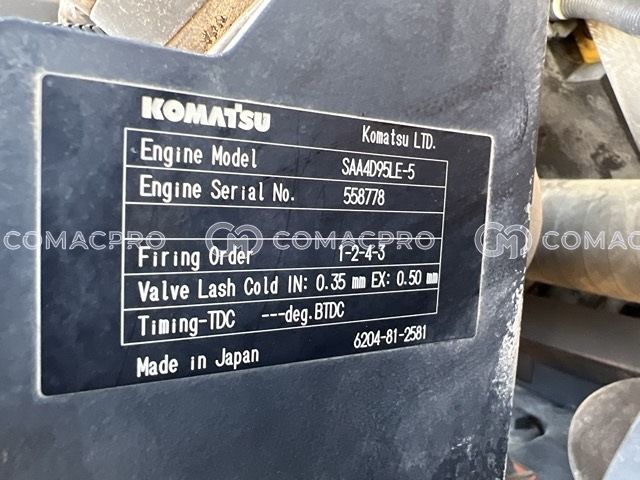 KOMATSU
Komatsu LTD.
Engine Model SAA4D95LE-5
Engine Serial No. 558778
COMACPRO COMACPRO COMACPRO
Firing Order 1-2-4-3
Valve Lash Cold IN: 0.35 mm EX: 0.50 mm
Timing-TDC ---deg.BTDC
6204-81-2581
Made in Japan